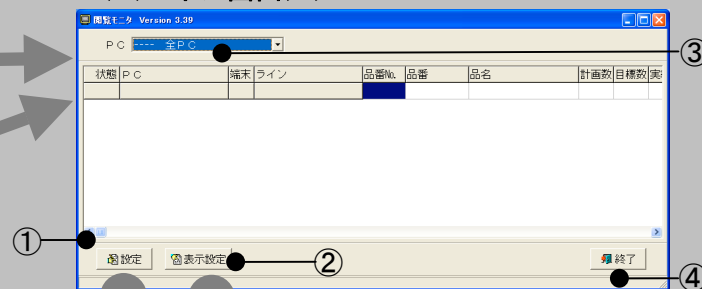 閲覧モニタ Version 3.39
PC ---- 全PC
③
状態 PC 端末 ライン 品番No. 品番 品名 計画数 目標数 実
①
設定 表示設定 終了
②
④